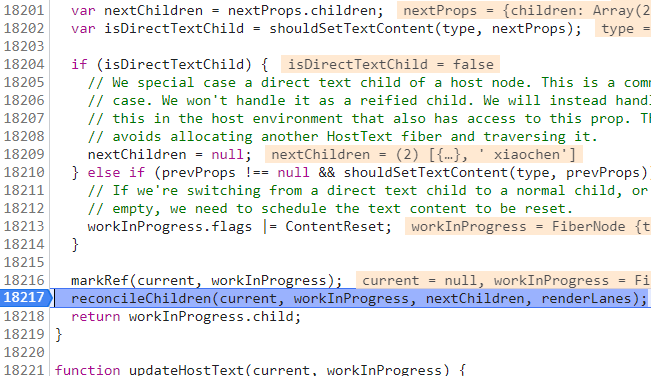 18201 var nextChildren = nextProps.children; nextProps = {children: Array(2
18202 var isDirectTextChild = shouldSetTextContent(type, nextProps); type =
18203
18204 if (isDirectTextChild) { isDirectTextChild = false
18205 // We special case a direct text child of a host node. This is a com
18206 // case. We won't handle it as a reified child. We will instead handl
18207 // this in the host environment that also has access to this prop. Th
18208 // avoids allocating another HostText fiber and traversing it.
18209 nextChildren = null; nextChildren = (2) [{…}, ' xiaochen']
18210 } else if (prevProps !== null && shouldSetTextContent(type, prevProps)
18211 // If we're switching from a direct text child to a normal child, or
18212 // empty, we need to schedule the text content to be reset.
18213 workInProgress.flags |= ContentReset; workInProgress = FiberNode {t
18214 }
18215
18216 markRef(current, workInProgress); current = null, workInProgress = Fi
18217 reconcileChildren(current, workInProgress, nextChildren, renderLanes);
18218 return workInProgress.child;
18219 }
18220
18221 function updateHostText(current, workInProgress) {